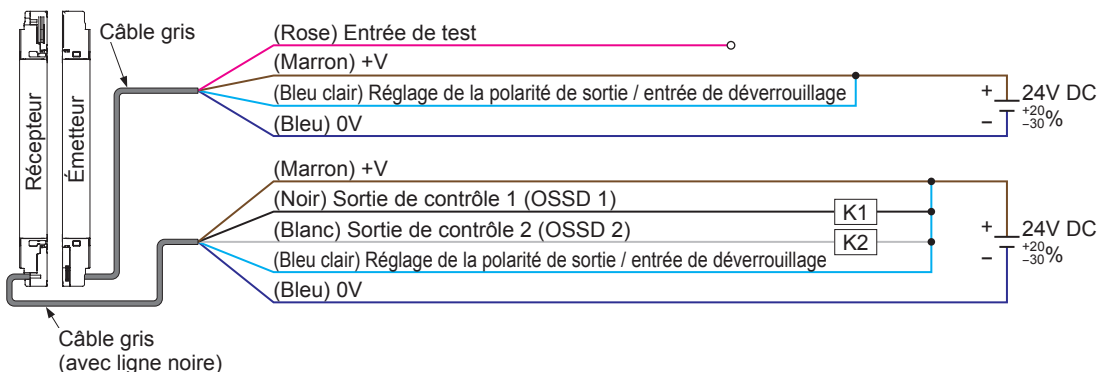 Câble gris
Récepteur
Émetteur
(Rose) Entrée de test
(Marron) +V
(Bleu clair) Réglage de la polarité de sortie / entrée de déverrouillage
(Bleu) 0V
+
−
24V DC
+20
−30%
(Marron) +V
(Noir) Sortie de contrôle 1 (OSSD 1)
K1
(Blanc) Sortie de contrôle 2 (OSSD 2)
K2
(Bleu clair) Réglage de la polarité de sortie / entrée de déverrouillage
(Bleu) 0V
+
−
24V DC
+20
−30%
Câble gris
(avec ligne noire)